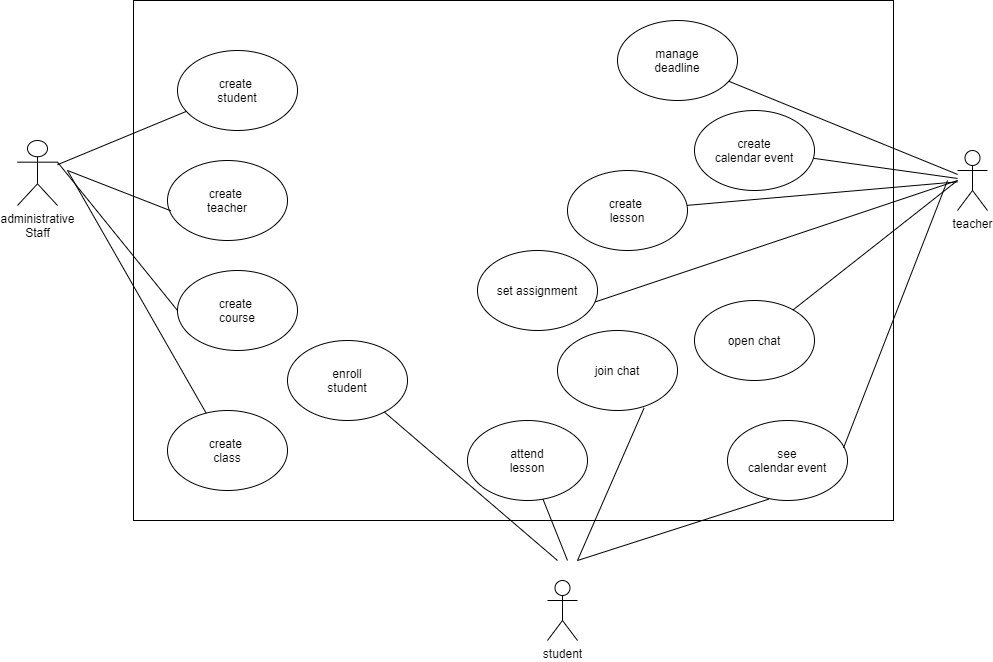 manage
deadline
create
student
create
calendar event
administrative
Staff
create
teacher
create
lesson
teacher
set assignment
create
course
open chat
enroll
student
join chat
create
class
attend
lesson
see
calendar event
student